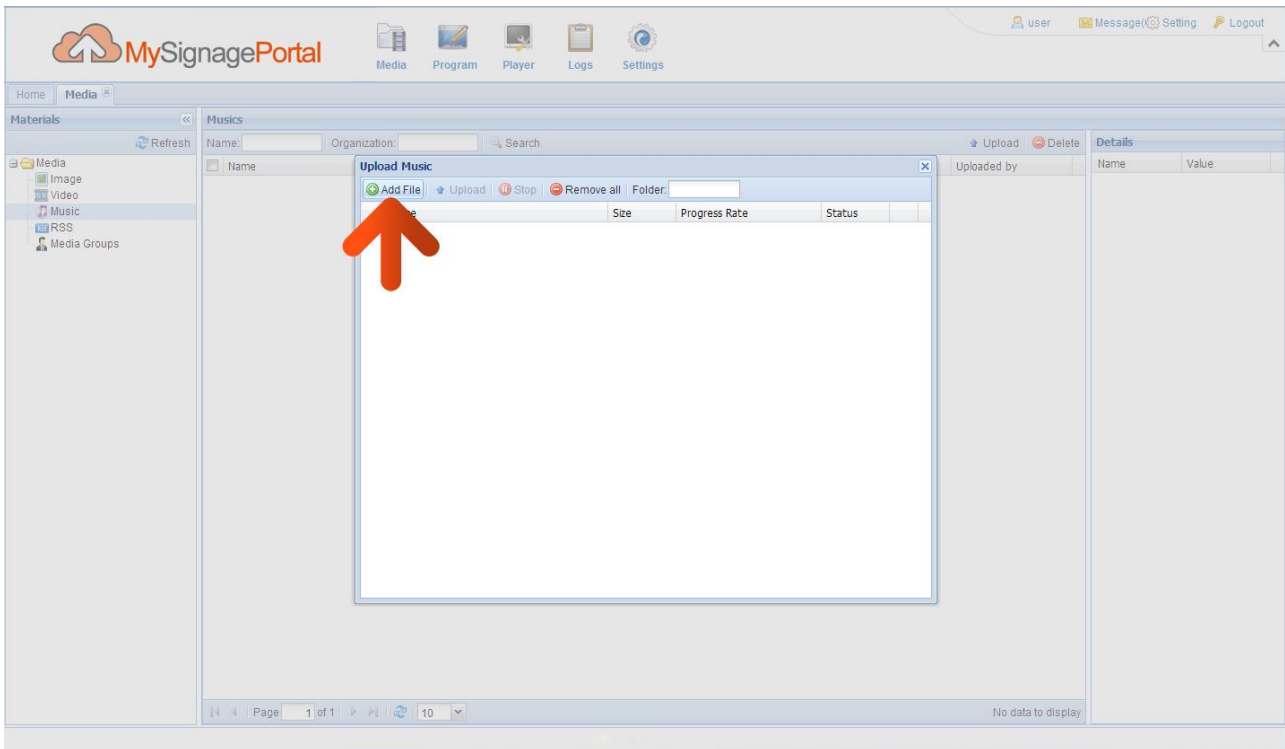 user Message( Setting Logout
MySignagePortal
Media Program Player Logs Settings
Home Media
Materials
Refresh
Media
Image
Video
Music
RSS
Media Groups
Musics
Name: Organization: Search Upload Delete
Name Uploaded by
Upload Music
Add File Upload Stop Remove all Folder:
Size Progress Rate Status
Page 1 of 1 10 No data to display
Details
Name Value